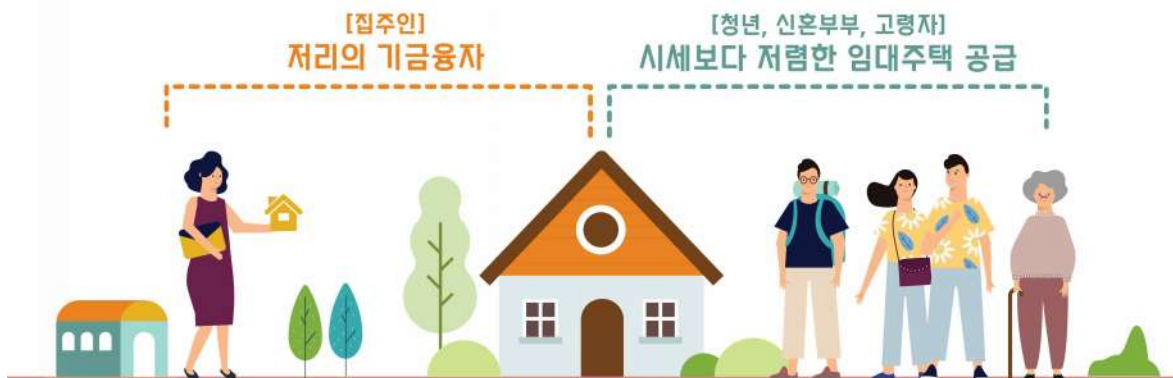 [집주인]
저리의 기금융자
[청년, 신혼부부, 고령자]
시세보다 저렴한 임대주택 공급